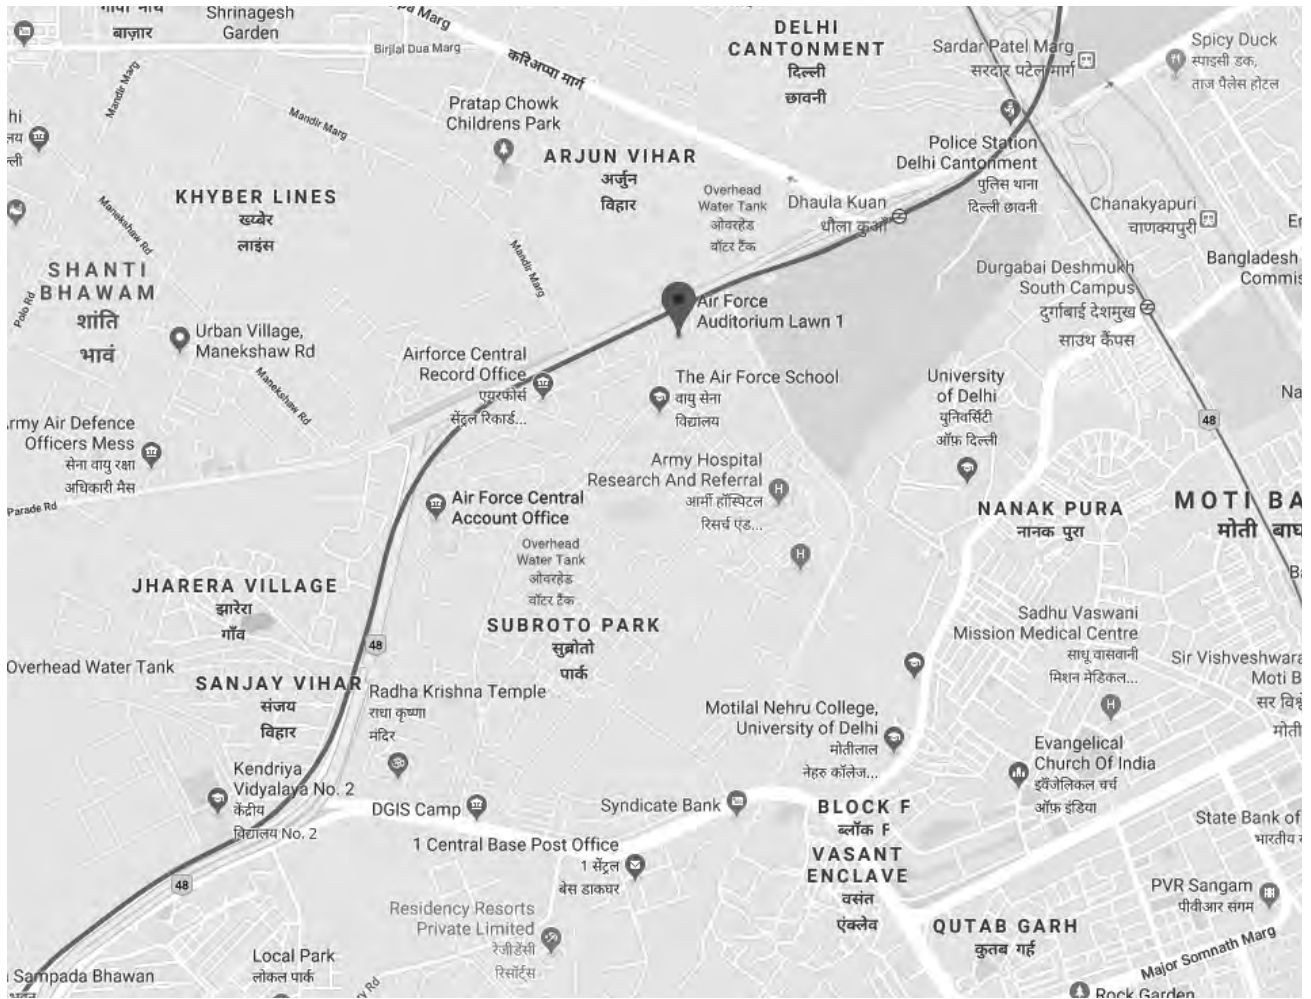 बाज़ार
Shrinagesh
Garden
Birjlal Dua Marg
Marg
करिअप्पा मार्ग
DELHI
CANTONMENT
दिल्ली
छावनी
Sardar Patel Marg
सरदार पटेल मार्ग
Spicy Duck
स्पाइसी डक,
ताज पैलेस होटल
Mandir Marg
Mandir Marg
Pratap Chowk
Childrens Park
ARJUN VIHAR
अर्जुन
विहार
Police Station
Delhi Cantonment
पुलिस थाना
दिल्ली छावनी
KHYBER LINES
ख्य्बेर
लाइंस
Manekshaw Rd
Overhead
Water Tank
ओवरहेड
वॉटर टैंक
Dhaula Kuan
धौला कुआँ
Chanakyapuri
चाणक्यपुरी
Mandir Marg
SHANTI
BHAWAM
शांति
भावं
Polo Rd
Durgabai Deshmukh
South Campus
दुर्गाबाई देशमुख
साउथ कैंपस
Bangladesh
Air Force
Auditorium Lawn 1
Urban Village,
Manekshaw Rd
Manekshaw Rd
Airforce Central
Record Office
एयरफोर्स
सेंट्रल रिकार्ड...
The Air Force School
वायु सेना
विद्यालय
University
of Delhi
युनिवर्सिटी
ऑफ़ दिल्ली
48
rmy Air Defence
Officers Mess
सेना वायु रक्षा
अधिकारी मैस
Parade Rd
Army Hospital
Research And Referral
आर्मी हॉस्पिटल
रिसर्च एंड...
Air Force Central
Account Office
NANAK PURA
नानक पुरा
MOTI BA
मोती बाघ
Overhead
Water Tank
ओवरहेड
वॉटर टैंक
JHARERA VILLAGE
झारेरा
गाँव
SUBROTO PARK
सुब्रोतो
पार्क
48
Sadhu Vaswani
Mission Medical Centre
साधू वासवानी
मिशन मेडिकल...
Overhead Water Tank
SANJAY VIHAR
संजय
विहार
Radha Krishna Temple
राधा कृष्णा
मंदिर
Sir Vishveshwara
Moti B
मोती
Motilal Nehru College,
University of Delhi
मोतीलाल
नेहरु कॉलेज...
Evangelical
Church Of India
इवैंजेलिकल चर्च
ऑफ़ इंडिया
Kendriya
Vidyalaya No. 2
केंद्रीय
विद्यालय No. 2
DGIS Camp
Syndicate Bank
BLOCK F
ब्लॉक F
State Bank of
भारतीय
1 Central Base Post Office
1 सेंट्रल
बेस डाकघर
VASANT
ENCLAVE
वसंत
एंक्लेव
48
PVR Sangam
पीवीआर संगम
Residency Resorts
Private Limited
रेजीडेंसी
रिसॉर्ट्स
QUTAB GARH
कुतब गर्ह
Major Somnath Marg
Local Park
लोकल पार्क
Sampada Bhawan
Rock Garden